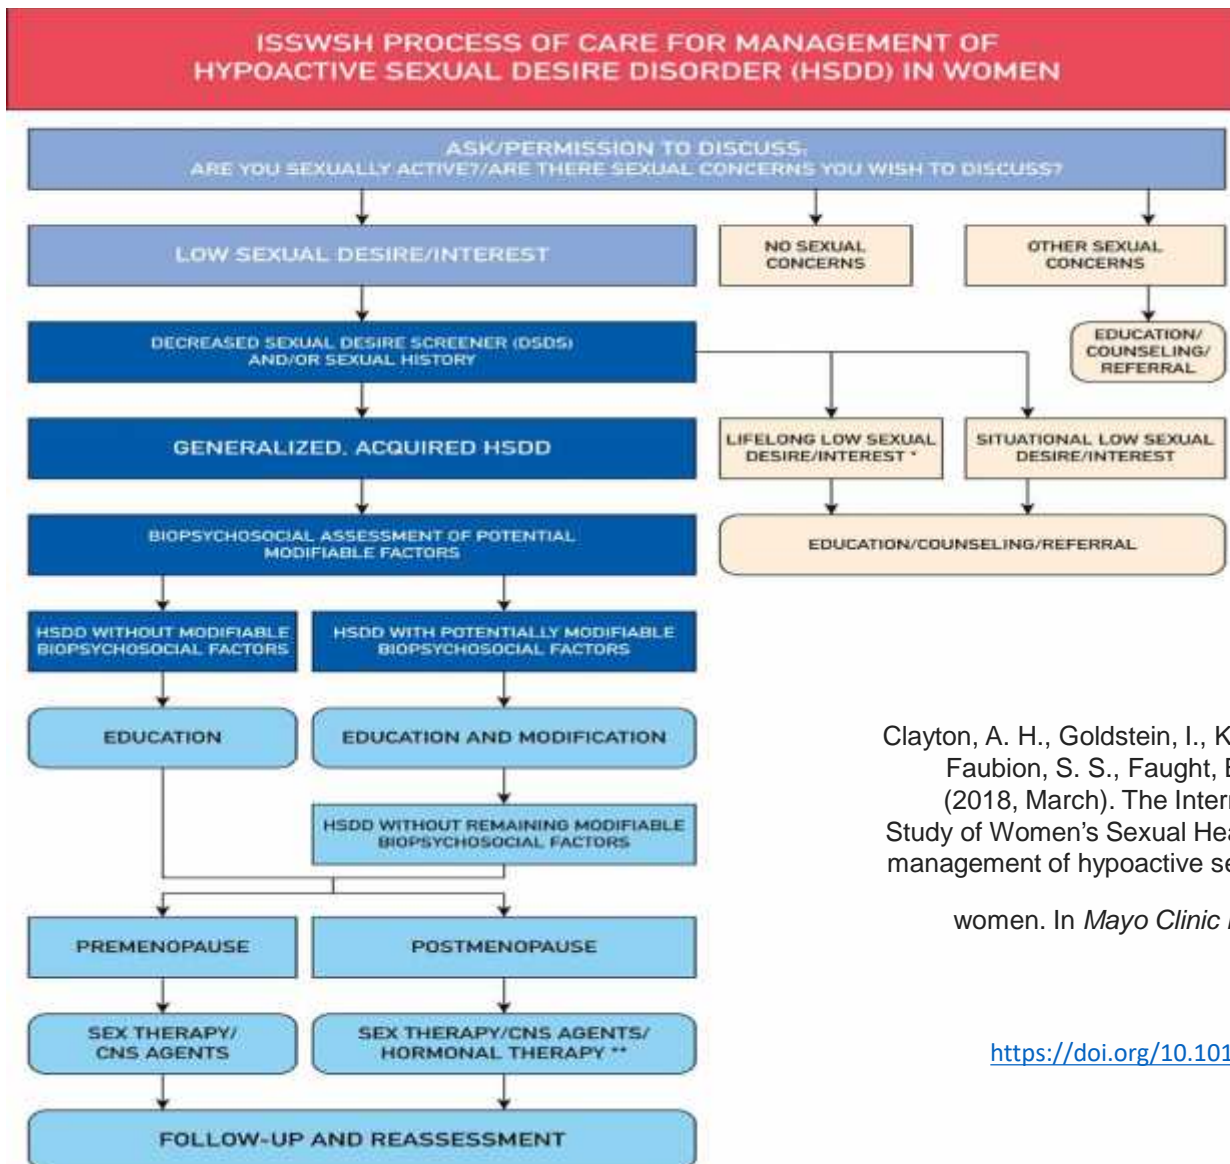 ISSWSH PROCESS OF CARE FOR MANAGEMENT OF
HYPOACTIVE SEXUAL DESIRE DISORDER (HSDD) IN WOMEN
ASK/PERMISSION TO DISCUSS:
ARE YOU SEXUALLY ACTIVE?/ARE THERE SEXUAL CONCERNS YOU WISH TO DISCUSS?
LOW SEXUAL DESIRE/INTEREST
NO SEXUAL
CONCERNS
OTHER SEXUAL
CONCERNS
DECREASED SEXUAL DESIRE SCREENER (DSDS)
AND/OR SEXUAL HISTORY
EDUCATION/
COUNSELING/
REFERRAL
GENERALIZED, ACQUIRED HSDD
LIFELONG LOW SEXUAL
DESIRE/INTEREST *
SITUATIONAL LOW SEXUAL
DESIRE/INTEREST
BIOPSYCHOSOCIAL ASSESSMENT OF POTENTIAL
MODIFIABLE FACTORS
EDUCATION/COUNSELING/REFERRAL
HSDD WITHOUT MODIFIABLE
BIOPSYCHOSOCIAL FACTORS
HSDD WITH POTENTIALLY MODIFIABLE
BIOPSYCHOSOCIAL FACTORS
EDUCATION
EDUCATION AND MODIFICATION
HSDD WITHOUT REMAINING MODIFIABLE
BIOPSYCHOSOCIAL FACTORS
PREMENOPAUSE
POSTMENOPAUSE
SEX THERAPY/
CNS AGENTS
SEX THERAPY/CNS AGENTS/
HORMONAL THERAPY **
FOLLOW-UP AND REASSESSMENT
Clayton, A. H., Goldstein, I., K
Faubion, S. S., Faught,
(2018, March). The Intern
Study of Women's Sexual Hea
management of hypoactive se
women. In Mayo Clinic
https://doi.org/10.101